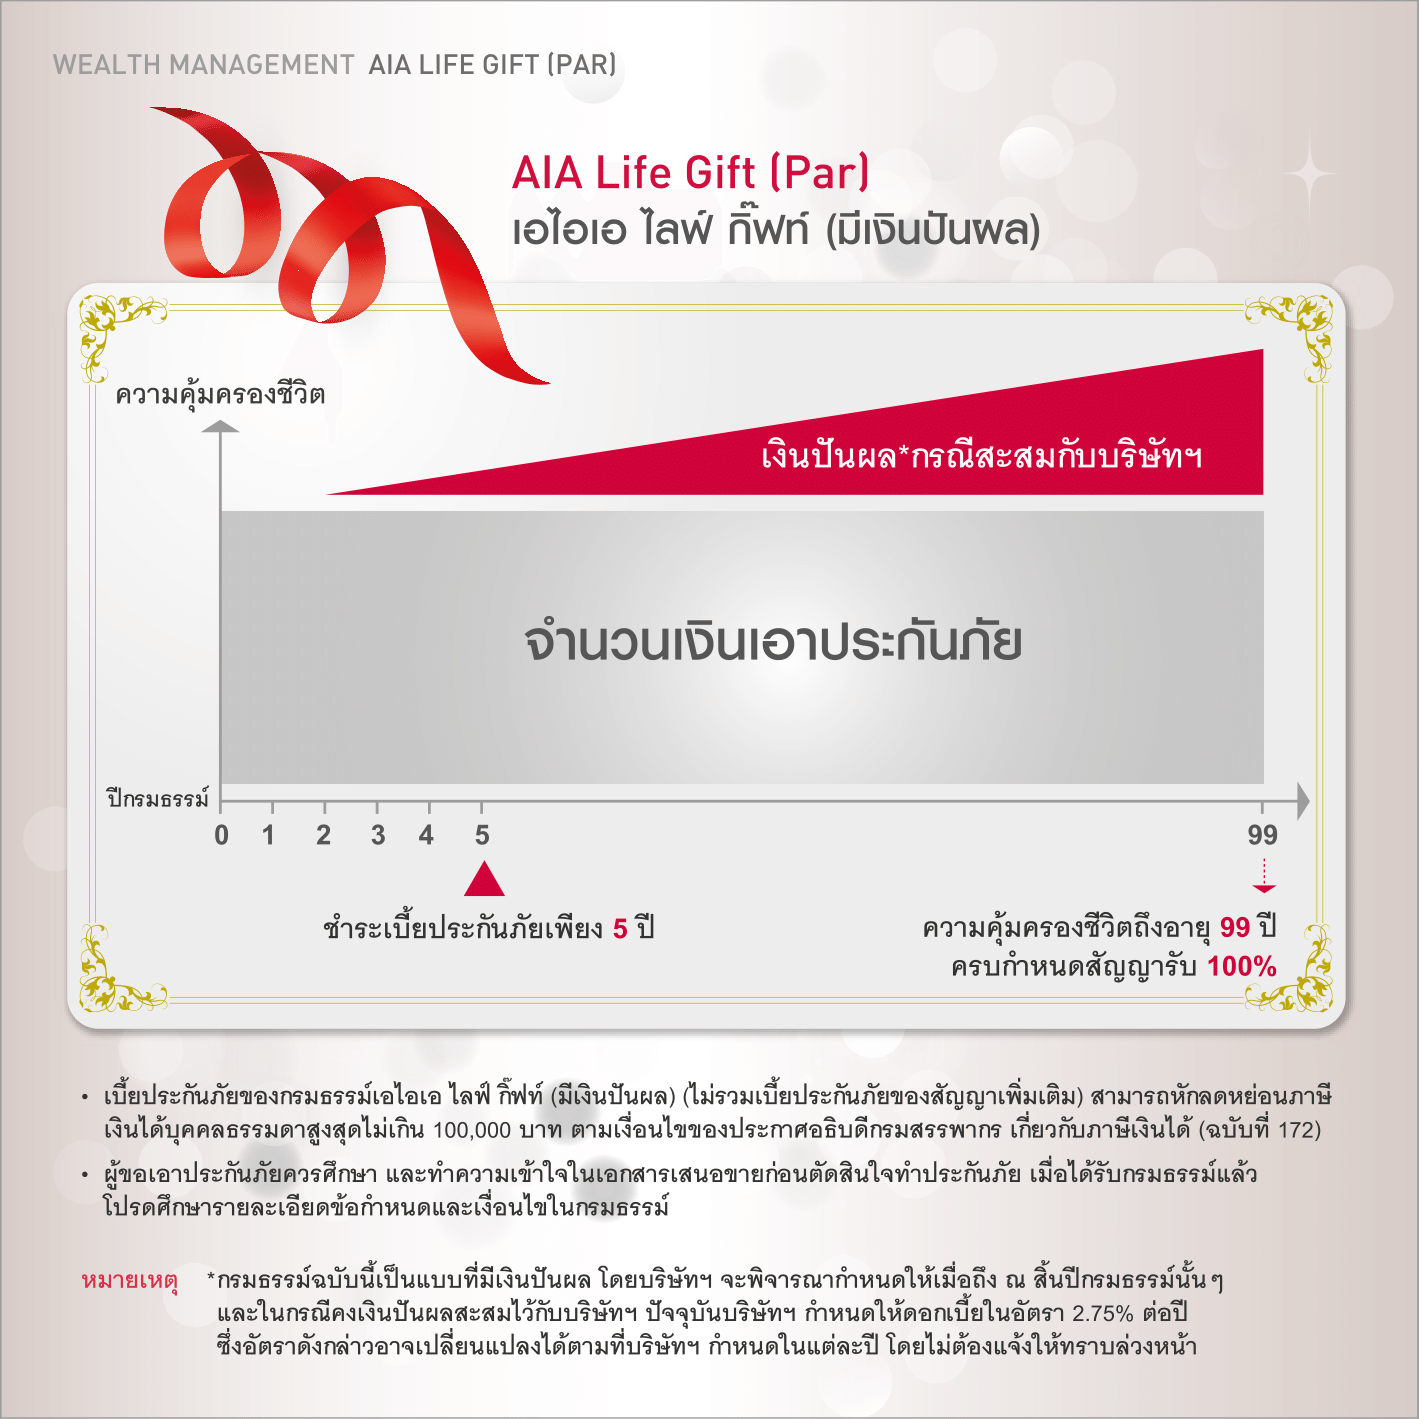 WEALTH MANAGEMENT AIA LIFE GIFT (PAR)
AIA Life Gift (Par)
เอไอเอ ไลฟ์ กิ๊ฟท์ (มีเงินปันผล)
ความคุ้มครองชีวิต
เงินปันผล*กรณีสะสมกับบริษัทฯ
จำนวนเงินเอาประกันภัย
ปีกรมธรรม์
0 1 2 3 4 5 99
ชำระเบี้ยประกันภัยเพียง 5 ปี
ความคุ้มครองชีวิตถึงอายุ 99 ปี
ครบกำหนดสัญญารับ 100%
• เบี้ยประกันภัยของกรมธรรม์เอไอเอ ไลฟ์ กิ๊ฟท์ (มีเงินปันผล) (ไม่รวมเบี้ยประกันภัยของสัญญาเพิ่มเติม) สามารถหักลดหย่อนภาษี
เงินได้บุคคลธรรมดาสูงสุดไม่เกิน 100,000 บาท ตามเงื่อนไขของประกาศอธิบดีกรมสรรพากร เกี่ยวกับภาษีเงินได้ (ฉบับที่ 172)
• ผู้ขอเอาประกันภัยควรศึกษา และทำความเข้าใจในเอกสารเสนอขายก่อนตัดสินใจทำประกันภัย เมื่อได้รับกรมธรรม์แล้ว
โปรดศึกษารายละเอียดข้อกำหนดและเงื่อนไขในกรมธรรม์
หมายเหตุ *กรมธรรม์ฉบับนี้เป็นแบบที่มีเงินปันผล โดยบริษัทฯ จะพิจารณากำหนดให้เมื่อถึง ณ สิ้นปีกรมธรรม์นั้นๆ
และในกรณีคงเงินปันผลสะสมไว้กับบริษัทฯ ปัจจุบันบริษัทฯ กำหนดให้ดอกเบี้ยในอัตรา 2.75% ต่อปี
ซึ่งอัตราดังกล่าวอาจเปลี่ยนแปลงได้ตามที่บริษัทฯ กำหนดในแต่ละปี โดยไม่ต้องแจ้งให้ทราบล่วงหน้า